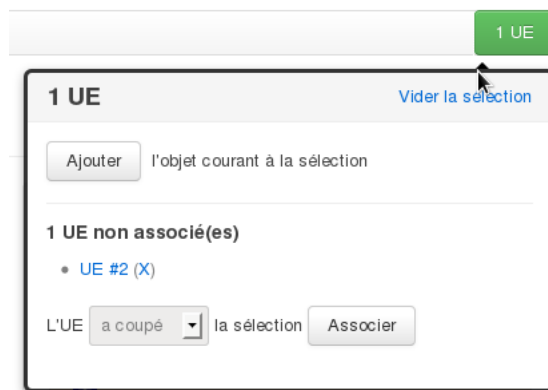 1 UE
1 UE Vider la sélection
Ajouter l'objet courant à la sélection
1 UE non associé(es)
UE #2 (X)
L'UE a coupé la sélection Associer